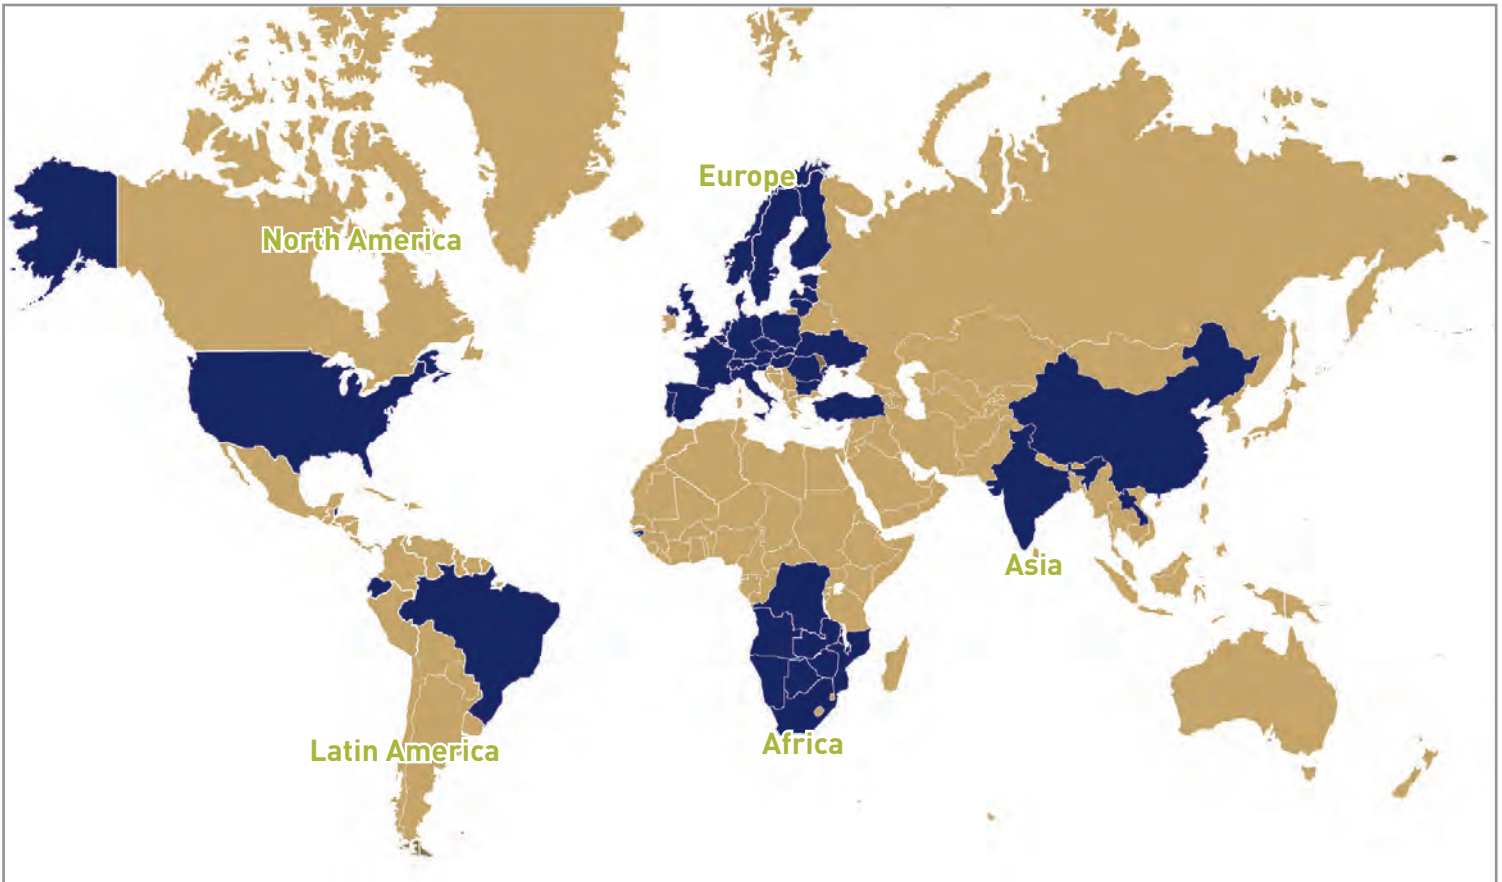 Europe
North America
Asia
Africa
Latin America